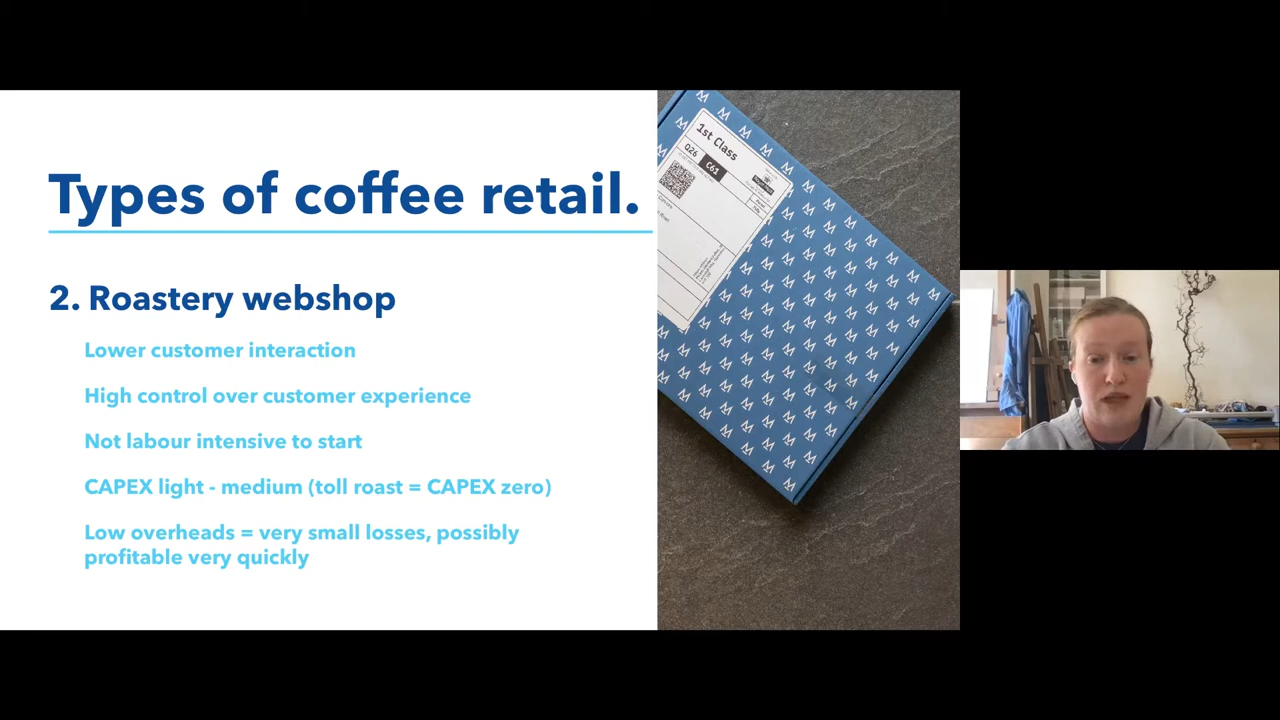 Types of coffee retail.
2. Roastery webshop
Lower customer interaction
High control over customer experience
Not labour intensive to start
CAPEX light - medium (toll roast = CAPEX zero)
Low overheads = very small losses, possibly
profitable very quickly
1st Class
026
C61